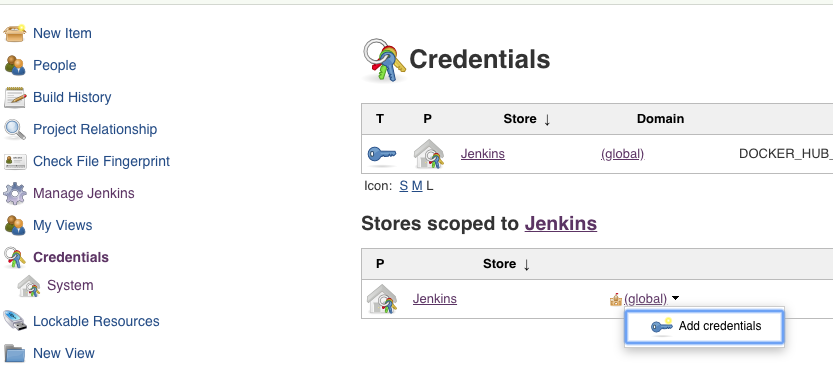 New Item
People
Build History
Project Relationship
Check File Fingerprint
Manage Jenkins
My Views
Credentials
System
Lockable Resources
New View
Credentials
T P Store ↓ Domain
Jenkins (global) DOCKER_HUB_
Icon: S M L
Stores scoped to Jenkins
P Store ↓
Jenkins (global)
Add credentials